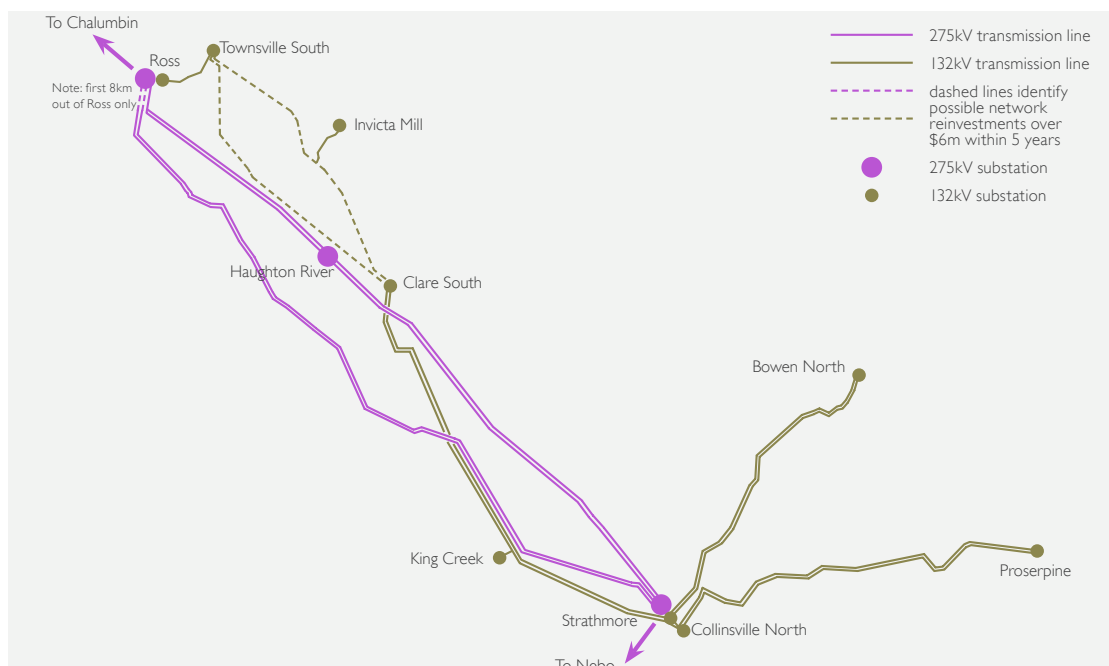 To Chalumbin
Ross
Townsville South
Note: first 8km
out of Ross only
Invicta Mill
Haughton River
Clare South
Bowen North
King Creek
Strathmore
Collinsville North
Proserpine
To Nebo
275kV transmission line
132kV transmission line
dashed lines identify
possible network
reinvestments over
$6m within 5 years
275kV substation
132kV substation